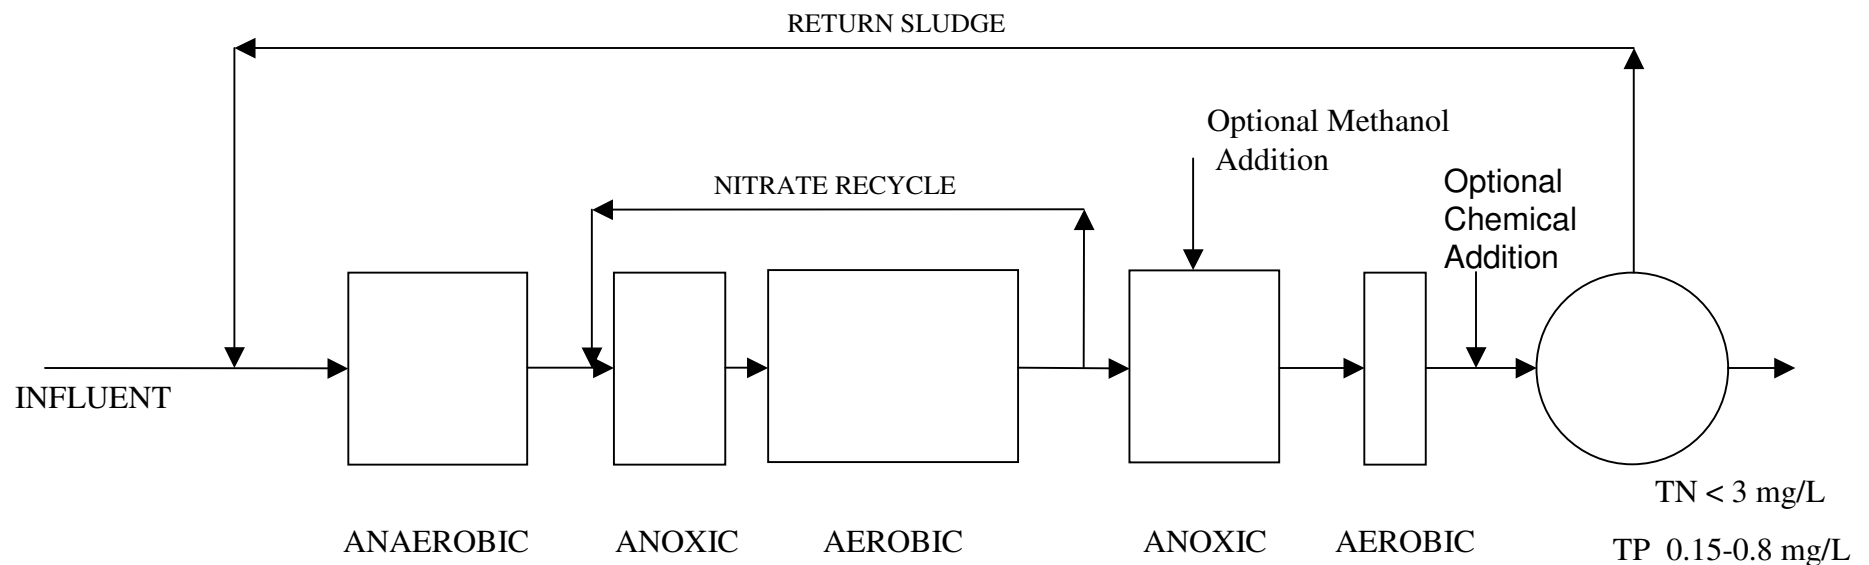 RETURN SLUDGE
Optional Methanol
Addition
NITRATE RECYCLE
Optional
Chemical
Addition
INFLUENT
TN < 3 mg/L
ANAEROBIC
ANOXIC
AEROBIC
ANOXIC
AEROBIC
TP 0.15-0.8 mg/L